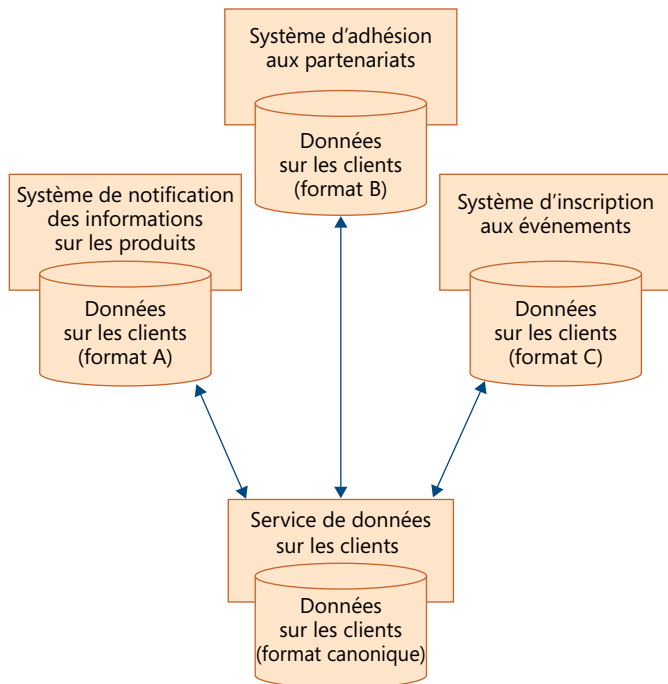 Système d’adhésion
aux partenariats
Données
sur les clients
(format B)
Système de notification
des informations
sur les produits
Données
sur les clients
(format A)
Système d’inscription
aux événements
Données
sur les clients
(format C)
Service de données
sur les clients
Données
sur les clients
(format canonique)